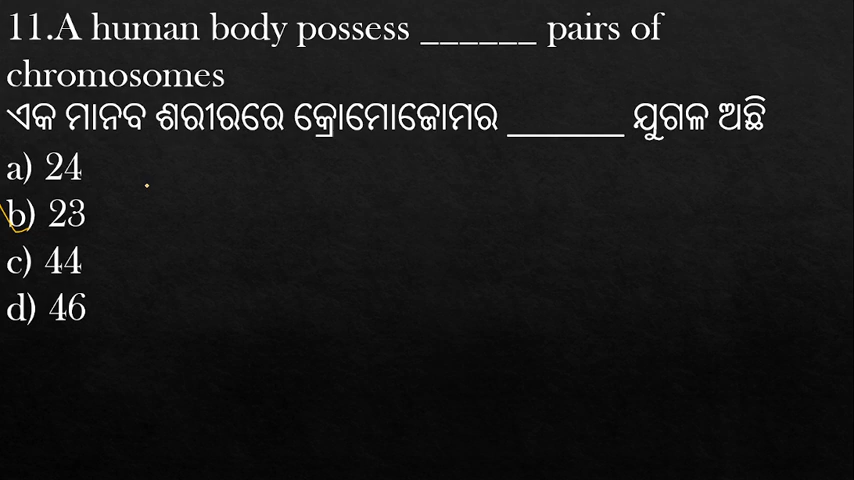 11.A human body possess ______ pairs of
chromosomes
ଏକ ମାନବ ଶରୀରରେ କ୍ରୋମୋଜୋମର ______ ଯୁଗଳ ଅଛି
a) 24
b) 23
c) 44
d) 46